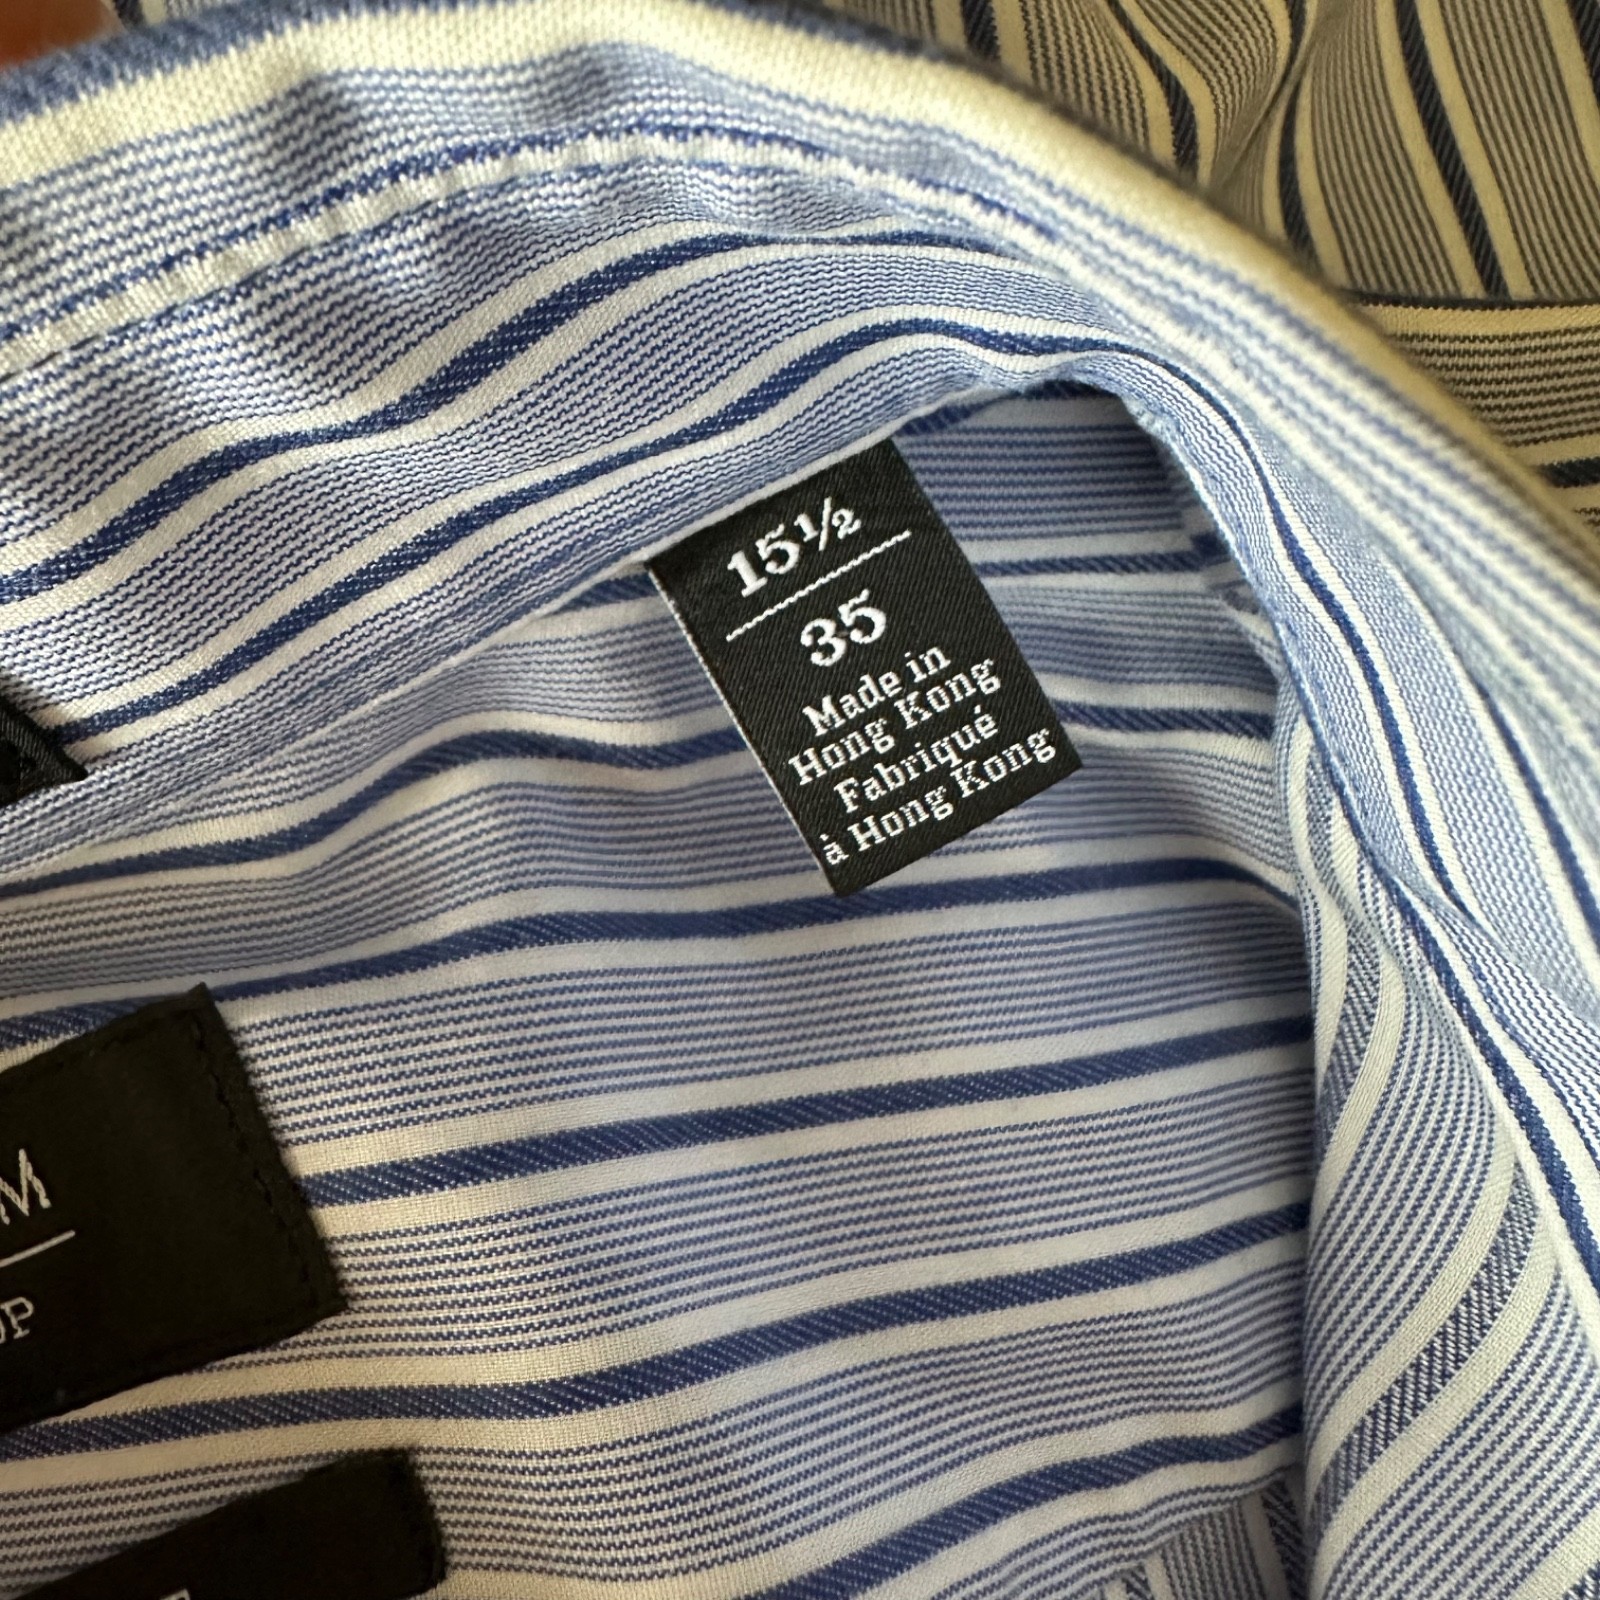 15½
35
Made in
Hong Kong
Fabriqué
à Hong Kong
M
OP